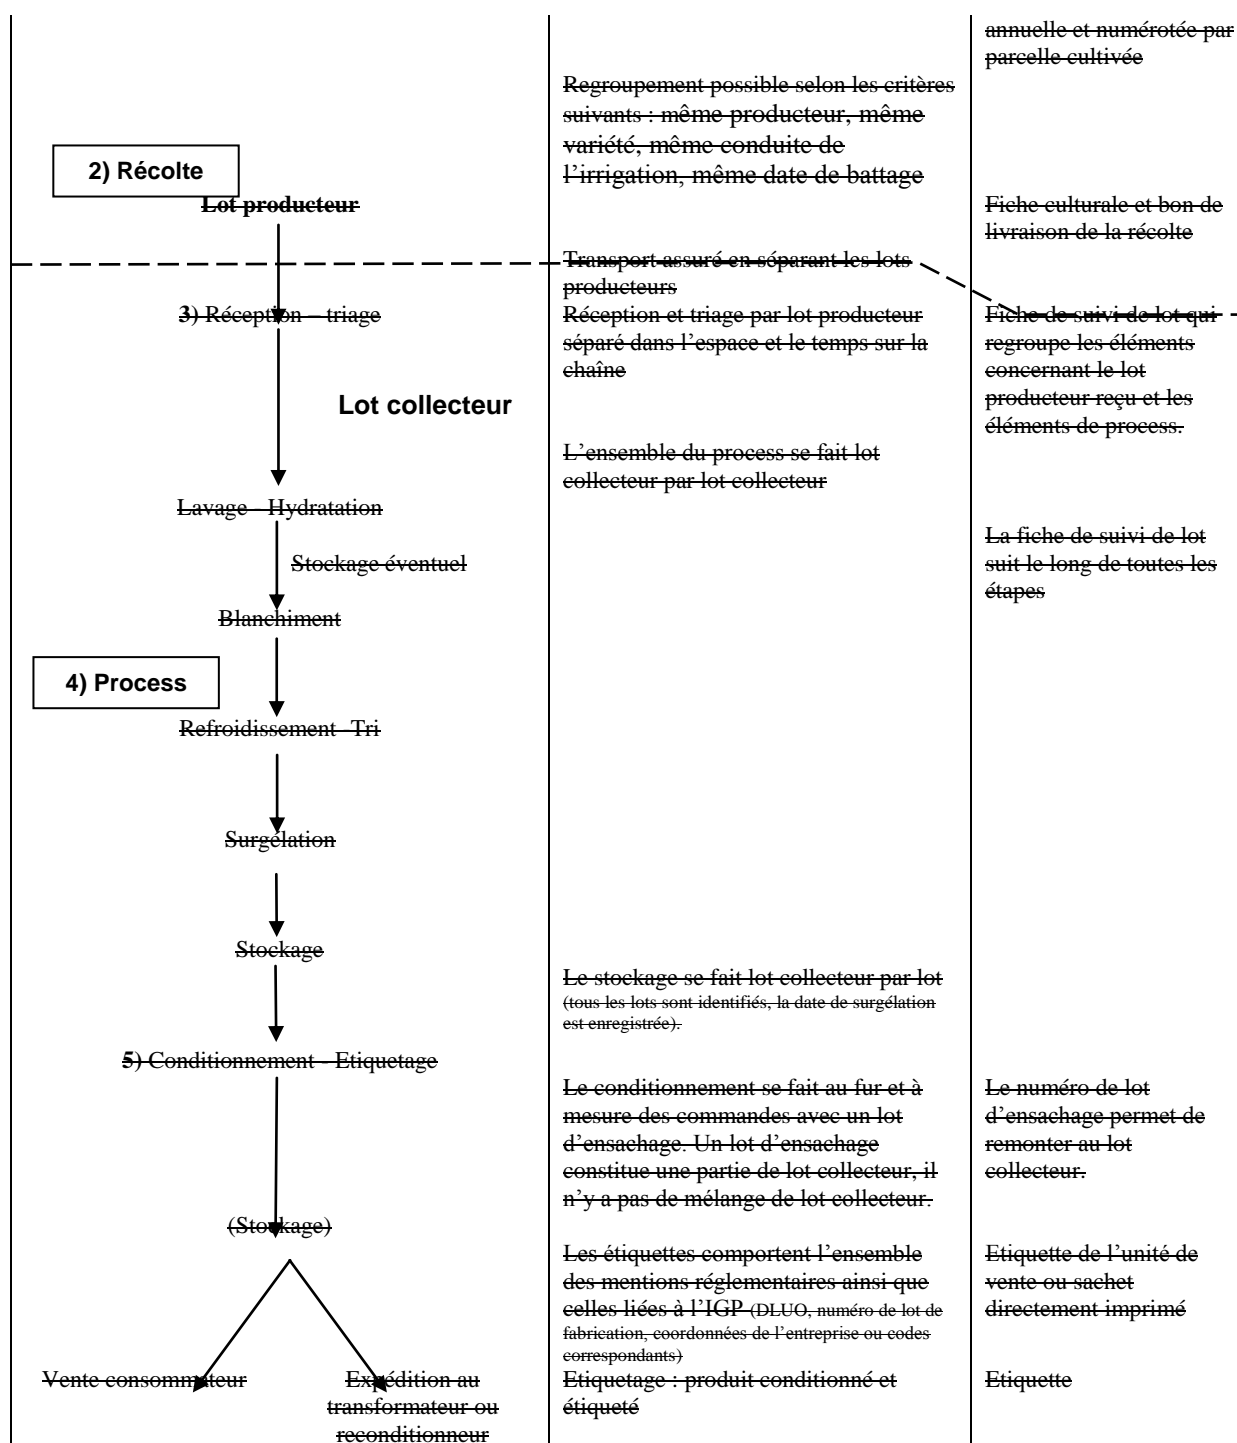 annuelle et numérotée par
parcelle cultivée
Regroupement possible selon les critères
suivants : même producteur, même
variété, même conduite de
l’irrigation, même date de battage
2) Récolte
Lot producteur
Fiche culturale et bon de
livraison de la récolte
Transport assuré en séparant les lots
producteurs
3) Réception – triage
Réception et triage par lot producteur
séparé dans l’espace et le temps sur la
chaîne
Fiche de suivi de lot qui
regroupe les éléments
concernant le lot
producteur reçu et les
éléments de process.
Lot collecteur
L’ensemble du process se fait lot
collecteur par lot collecteur
Lavage - Hydratation
Stockage éventuel
La fiche de suivi de lot
suit le long de toutes les
étapes
Blanchiment
4) Process
Refroidissement -Tri
Surgélation
Stockage
Le stockage se fait lot collecteur par lot
(tous les lots sont identifiés, la date de surgélation
est enregistrée).
5) Conditionnement - Etiquetage
Le conditionnement se fait au fur et à
mesure des commandes avec un lot
d’ensachage. Un lot d’ensachage
constitue une partie de lot collecteur, il
n’y a pas de mélange de lot collecteur.
Le numéro de lot
d’ensachage permet de
remonter au lot
collecteur.
(Stockage)
Les étiquettes comportent l’ensemble
des mentions réglementaires ainsi que
celles liées à l’IGP (DLUO, numéro de lot de
fabrication, coordonnées de l’entreprise ou codes
correspondants)
Etiquette de l’unité de
vente ou sachet
directement imprimé
Vente consommateur
Expédition au
transformateur ou
reconditionneur
Etiquetage : produit conditionné et
étiqueté
Etiquette